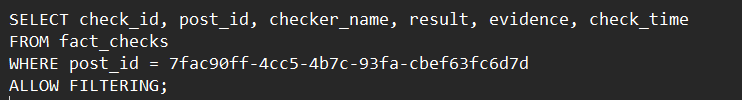 SELECT check_id, post_id, checker_name, result, evidence, check_time
FROM fact_checks
WHERE post_id = 7fac90ff-4cc5-4b7c-93fa-cbef63fc6d7d
ALLOW FILTERING;